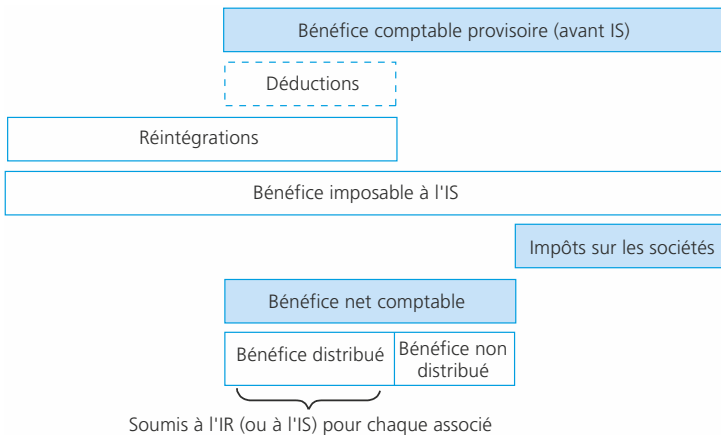 Bénéfice comptable provisoire (avant IS)
Déductions
Réintégrations
Bénéfice imposable à l'IS
Impôts sur les sociétés
Bénéfice net comptable
Bénéfice distribué
Bénéfice non
distribué
Soumis à l'IR (ou à l'IS) pour chaque associé